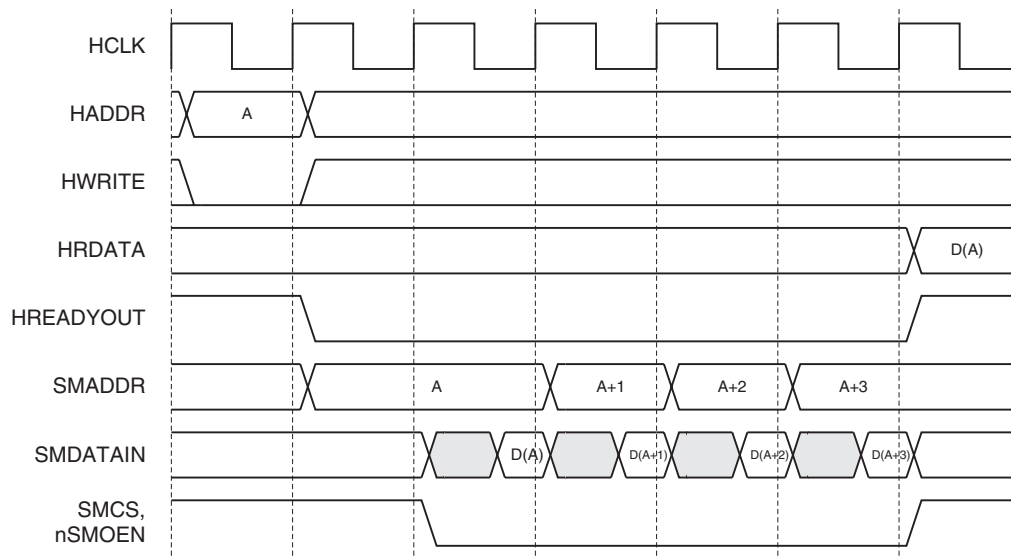 HCLK
HADDR
A
HWRITE
HRDATA
D(A)
HREADYOUT
SMADDR
A
A+1
A+2
A+3
SMDATAIN
D(A)
D(A+1)
D(A+2)
D(A+3)
SMCS,
nSMOEN